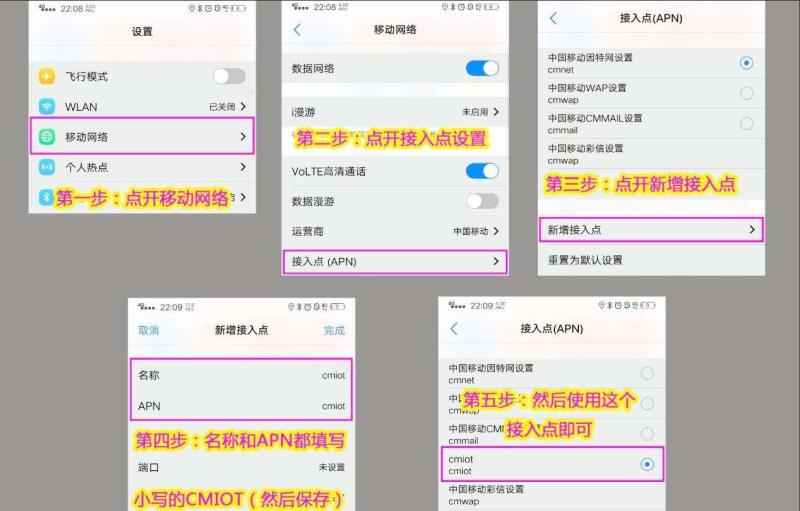 22:08
设置
飞行模式
WLAN 已关闭
移动网络
个人热点
第一步：点开移动网络
22:08
移动网络
数据网络
i漫游 未启用
第二步：点开接入点设置
VoLTE高清通话
数据漫游
运营商 中国移动
接入点 (APN)
接入点(APN)
中国移动因特网设置
cmnet
中国移动WAP设置
cmwap
中国移动CMMAIL设置
cmmail
中国移动彩信设置
cmwap
第三步：点开新增接入点
新增接入点
重置为默认设置
22:09
取消 新增接入点 完成
名称 cmiot
APN cmiot
第四步：名称和APN都填写
端口 未设置
小写的CMIOT（然后保存）
22:09
接入点(APN)
中国移动因特网设置
cmnet
第五步：然后使用这个
cmwap
接入点即可
中国移动CMMAIL设置
cmmail
cmiot
cmiot
中国移动彩信设置
cmwap